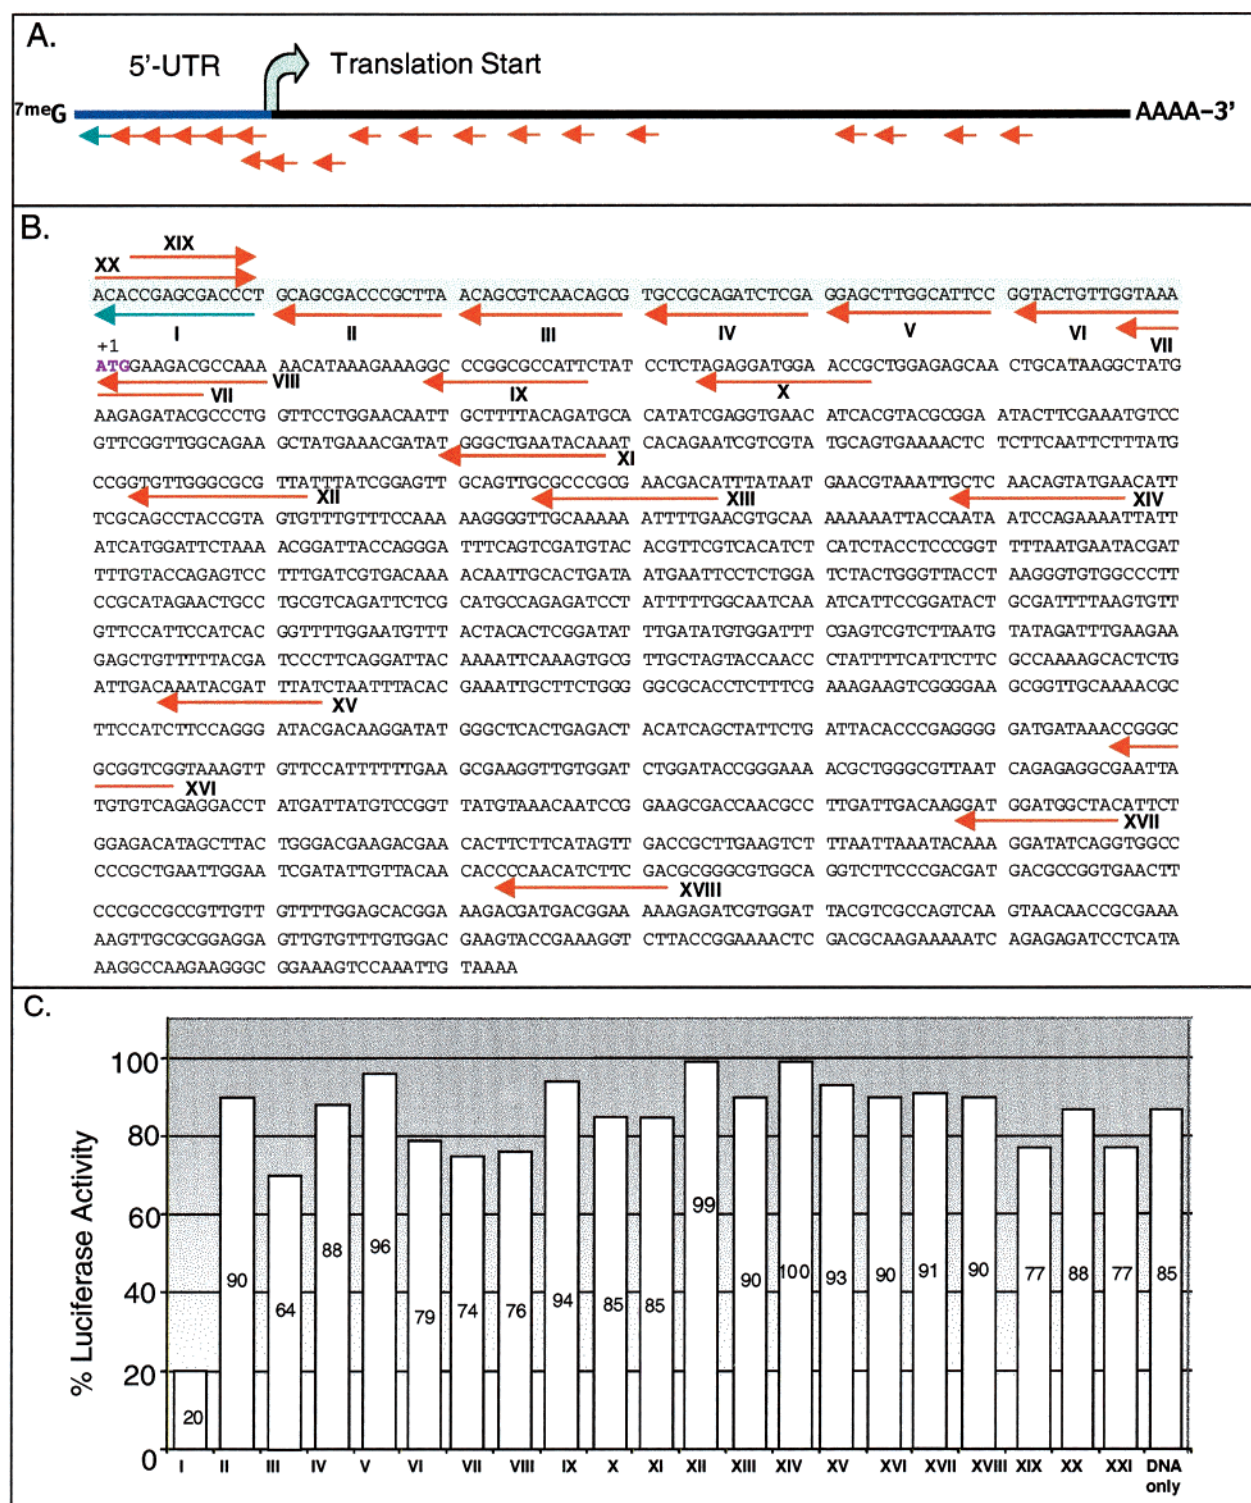 A.
5'-UTR Translation Start
7meG AAAA-3'
B.
XIX
XX
ACACCGAGCGACCCT GCAGCGACCCGCTTA ACAGCGTCAACAGCG TGCCGCAGATCTCGA GGAGCTTGGCATTCC GGTACTGTTGGTAAA
I II III IV V VI VII
+1
ATGGAAGACGCCAAA AACATAAAGAAAGGC CCGGCGCCATTCTAT CCTCTAGAGGATGGA ACCGCTGGAGAGCAA CTGCATAAGGCTATG
VIII
VII IX X
AAGAGATACGCCCTG GTTCCTGGAACAATT GCTTTTACAGATGCA CATATCGAGGTGAAC ATCACGTACGCGGA ATACTTCGAAATGTCC
GTTCGGTTGGCAGAA GCTATGAAACGATAT GGGCTGAATACAAAT CACAGAATCGTCGTA TGCAGTGAAAACTC TCTTCAATTCTTTATG
XI
CCGGTGTTGGGCGCG TTATTTATCGGAGTT GCAGTTGCGCCCGCG AACGACATTTATAAT GAACGTAAATTGCTC AACAGTATGAACATT
XII XIII XIV
TCGCAGCCTACCGTA GTGTTTGTTTCCAAA AAGGGGTTGCAAAAA ATTTTGAACGTGCAA AAAAAATTACCAATA ATCCAGAAAATTATT
ATCATGGATTCTAAA ACGGATTACCAGGGA TTTCAGTCGATGTAC ACGTTCGTCACATCT CATCTACCTCCCGGT TTTAATGAATACGAT
TTTGTACCAGAGTCC TTTGATCGTGACAAA ACAATTGCACTGATA ATGAATTCCTCTGGA TCTACTGGGTTACCT AAGGGTGTGGCCCTT
CCGCATAGAACTGCC TGCGTCAGATTCTCG CATGCCAGAGATCCT ATTTTTGGCAATCAA ATCATTCCGGATACT GCGATTTTAAGTGTT
GTTCCATTCCATCAC GGTTTTGGAATGTTT ACTACACTCGGATAT TTGATATGTGGATTT CGAGTCGTCTTAATG TATAGATTTGAAGAA
GAGCTGTTTTTACGA TCCCTTCAGGATTAC AAAATTCAAAGTGCG TTGCTAGTACCAACC CTATTTTCATTCTTC GCCAAAAGCACTCTG
ATTGACAAATACGAT TTATCTAATTTACAC GAAATTGCTTCTGGG GGCGCACCTCTTTCG AAAGAAGTCGGGGAA GCGGTTGCAAAACGC
XV
TTCCATCTTCCAGGG ATACGACAAGGATAT GGGCTCACTGAGACT ACATCAGCTATTCTG ATTACACCCGAGGGG GATGATAAACCGGGC
GCGGTCGGTAAAGTT GTTCCATTTTTTGAA GCGAAGGTTGTGGAT CTGGATACCGGGAAA ACGCTGGGCGTTAAT CAGAGAGGCGAATTA
XVI
TGTGTCAGAGGACCT ATGATTATGTCCGGT TATGTAAACAATCCG GAAGCGACCAACGCC TTGATTGACAAGGAT GGATGGCTACATTCT
XVII
GGAGACATAGCTTAC TGGGACGAAGACGAA CACTTCTTCATAGTT GACCGCTTGAAGTCT TTAATTAAATACAAA GGATATCAGGTGGCC
CCCGCTGAATTGGAA TCGATATTGTTACAA CACCCCAACATCTTC GACGCGGGCGTGGCA GGTCTTCCCGACGAT GACGCCGGTGAACTT
XVIII
CCCGCCGCCGTTGTT GTTTTGGAGCACGGA AAGACGATGACGGAA AAAGAGATCGTGGAT TACGTCGCCAGTCAA GTAACAACCGCGAAA
AAGTTGCGCGGAGGA GTTGTGTTTGTGGAC GAAGTACCGAAAGGT CTTACCGGAAAACTC GACGCAAGAAAAATC AGAGAGATCCTCATA
AAGGCCAAGAAGGGC GGAAAGTCCAAATTG TAAAA
C.
% Luciferase Activity
100
80
60
40
20
0
20 90 64 88 96 79 74 76 94 85 85 99 90 100 93 90 91 90 77 88 77 85
I II III IV V VI VII VIII IX X XI XII XIII XIV XV XVI XVII XVIII XIX XX XXI DNA
only